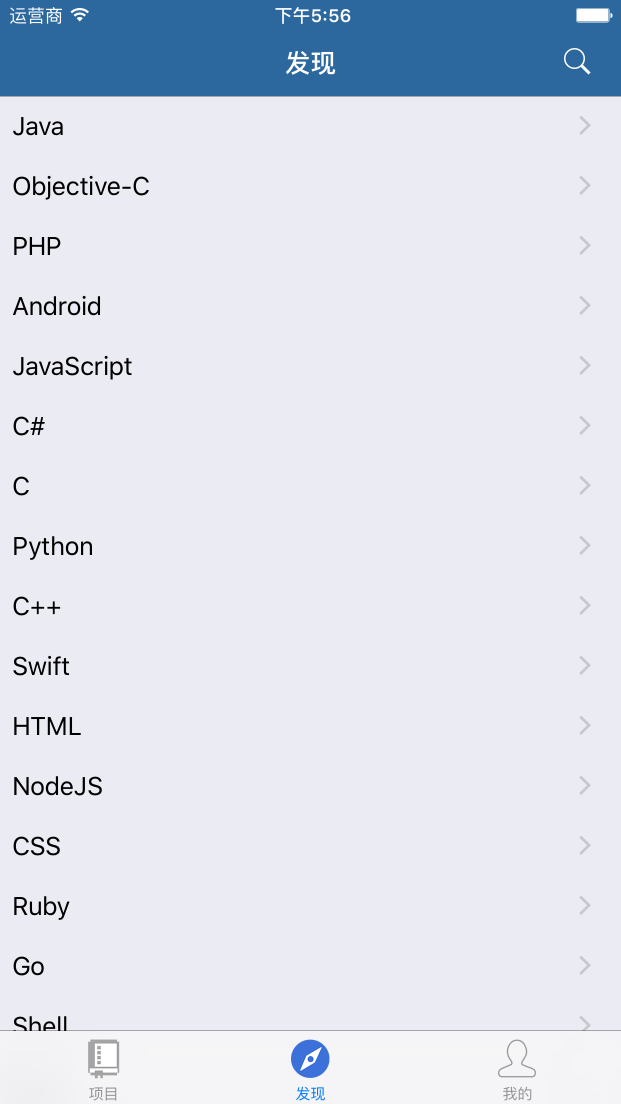 运营商 下午5:56
发现
Java
Objective-C
PHP
Android
JavaScript
C#
C
Python
C++
Swift
HTML
NodeJS
CSS
Ruby
Go
Shell
项目 发现 我的